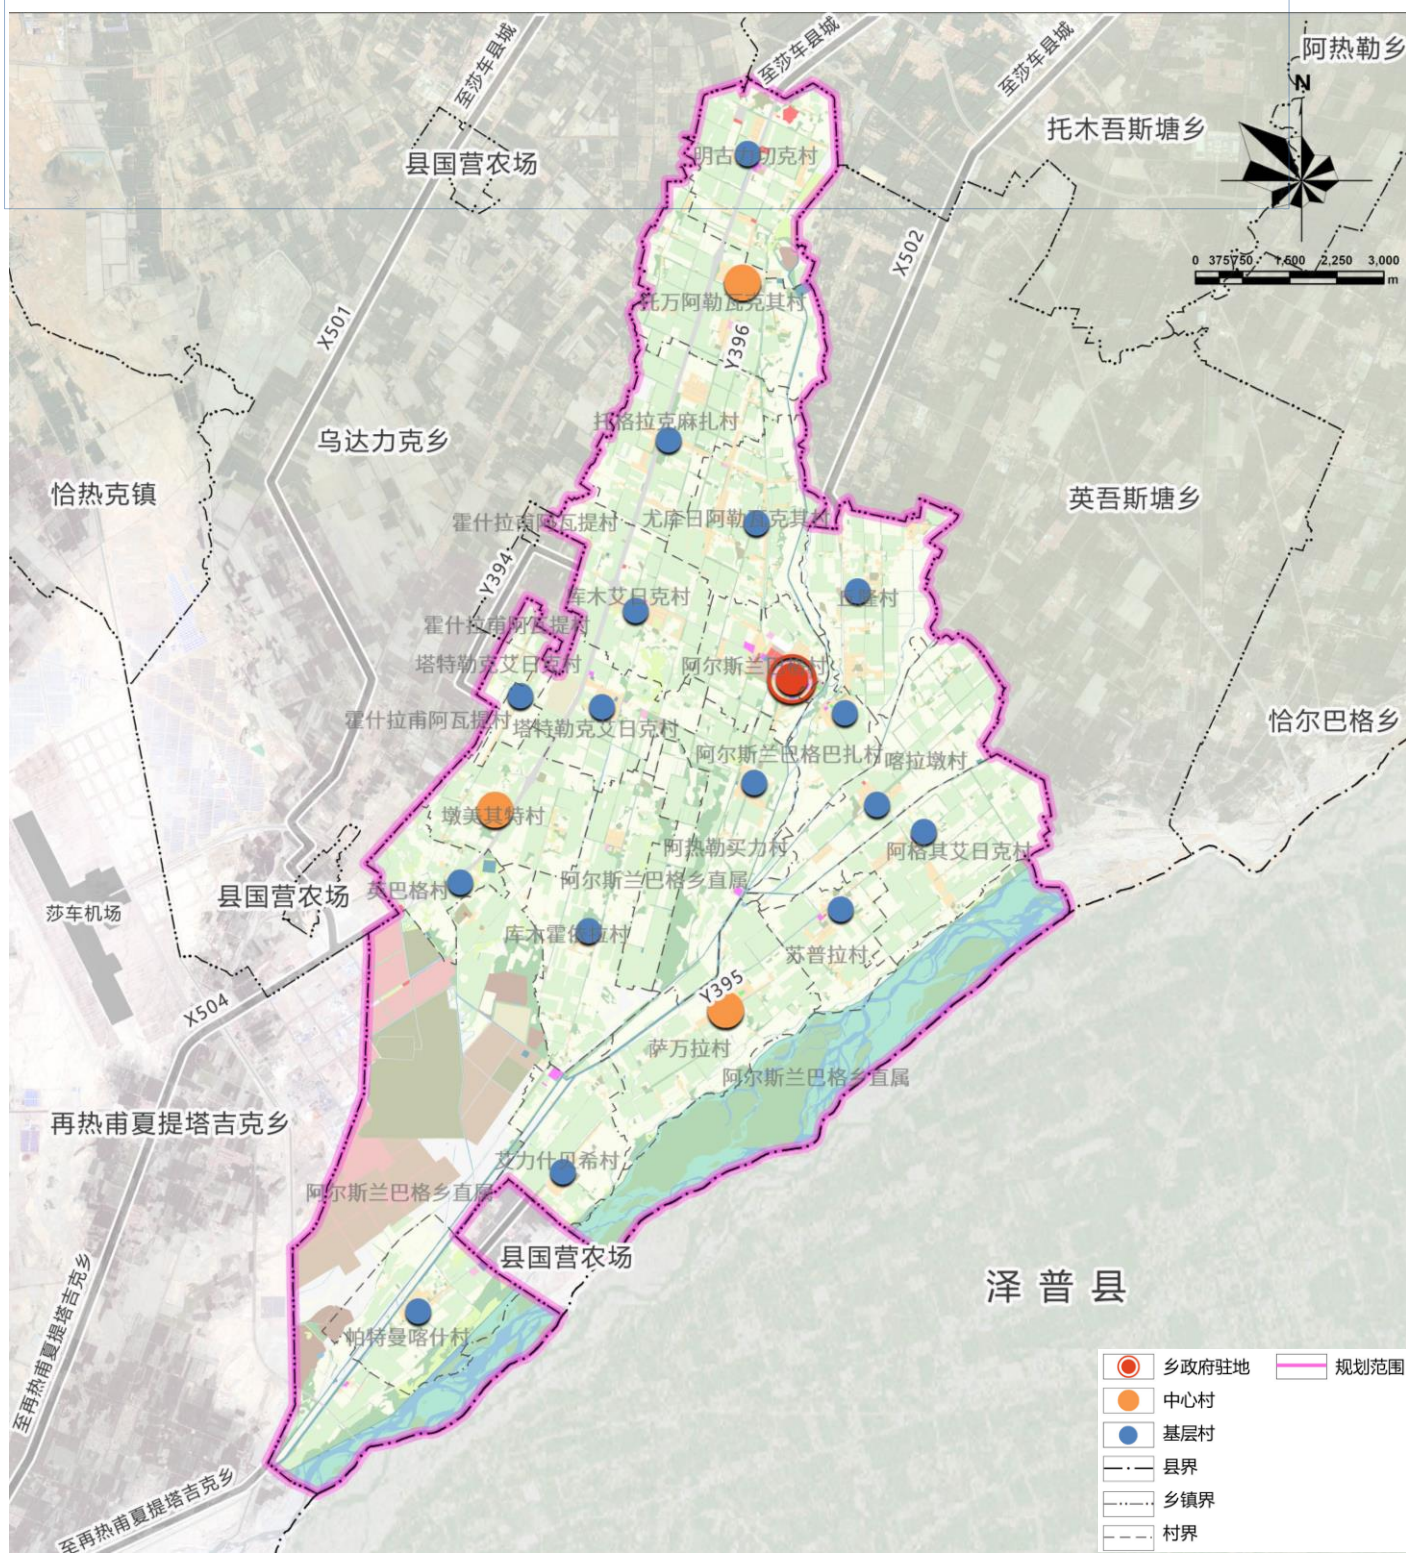 至莎车县城
至莎车县城
至莎车县城
阿热勒乡
N
托木吾斯塘乡
县国营农场
明古力切克村
X502
0 375750 1,500 2,250 3,000
m
托万阿勒瓦克其村
X501
Y396
托格拉克麻扎村
乌达力克乡
恰热克镇
英吾斯塘乡
霍什拉甫阿瓦提村
Y394
库木艾日克村
霍什拉甫阿瓦提村
塔特勒克艾日克村
霍什拉甫阿瓦提村
塔特勒克艾日克村
恰尔巴格乡
阿尔斯兰巴格巴扎村
喀拉墩村
墩美其特村
阿热勒买力村
阿格其艾日克村
阿尔斯兰巴格乡直属
英巴格村
县国营农场
莎车机场
库木霍依拉村
苏普拉村
Y395
X504
萨万拉村
阿尔斯兰巴格乡直属
再热甫夏提塔吉克乡
艾力什贝希村
阿尔斯兰巴格乡直属
县国营农场
泽普县
帕特曼喀什村
至再热甫夏提塔吉克乡
至再热甫夏提塔吉克乡
乡政府驻地
规划范围
中心村
基层村
县界
乡镇界
村界